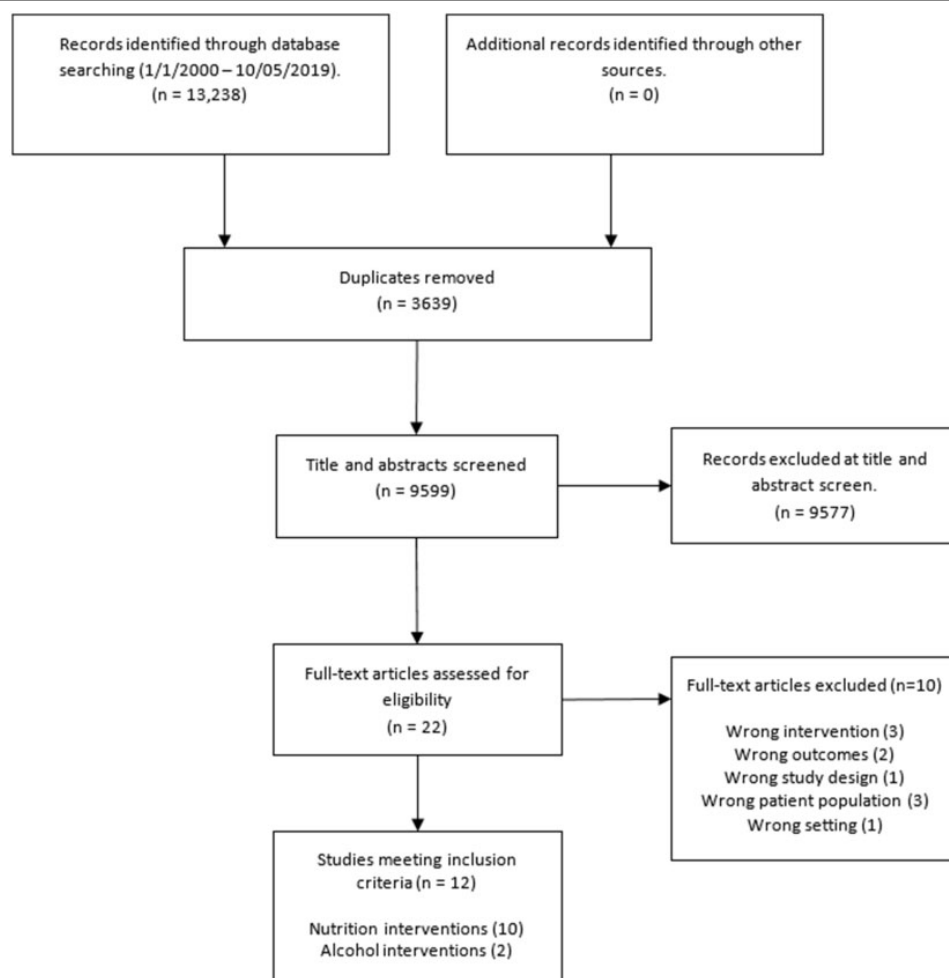 Records identified through database
searching (1/1/2000 – 10/05/2019).
(n = 13,238)
Additional records identified through other
sources.
(n = 0)
Duplicates removed
(n = 3639)
Title and abstracts screened
(n = 9599)
Records excluded at title and
abstract screen.
(n = 9577)
Full-text articles assessed for
eligibility
(n = 22)
Full-text articles excluded (n=10)
Wrong intervention (3)
Wrong outcomes (2)
Wrong study design (1)
Wrong patient population (3)
Wrong setting (1)
Studies meeting inclusion
criteria (n = 12)
Nutrition interventions (10)
Alcohol interventions (2)